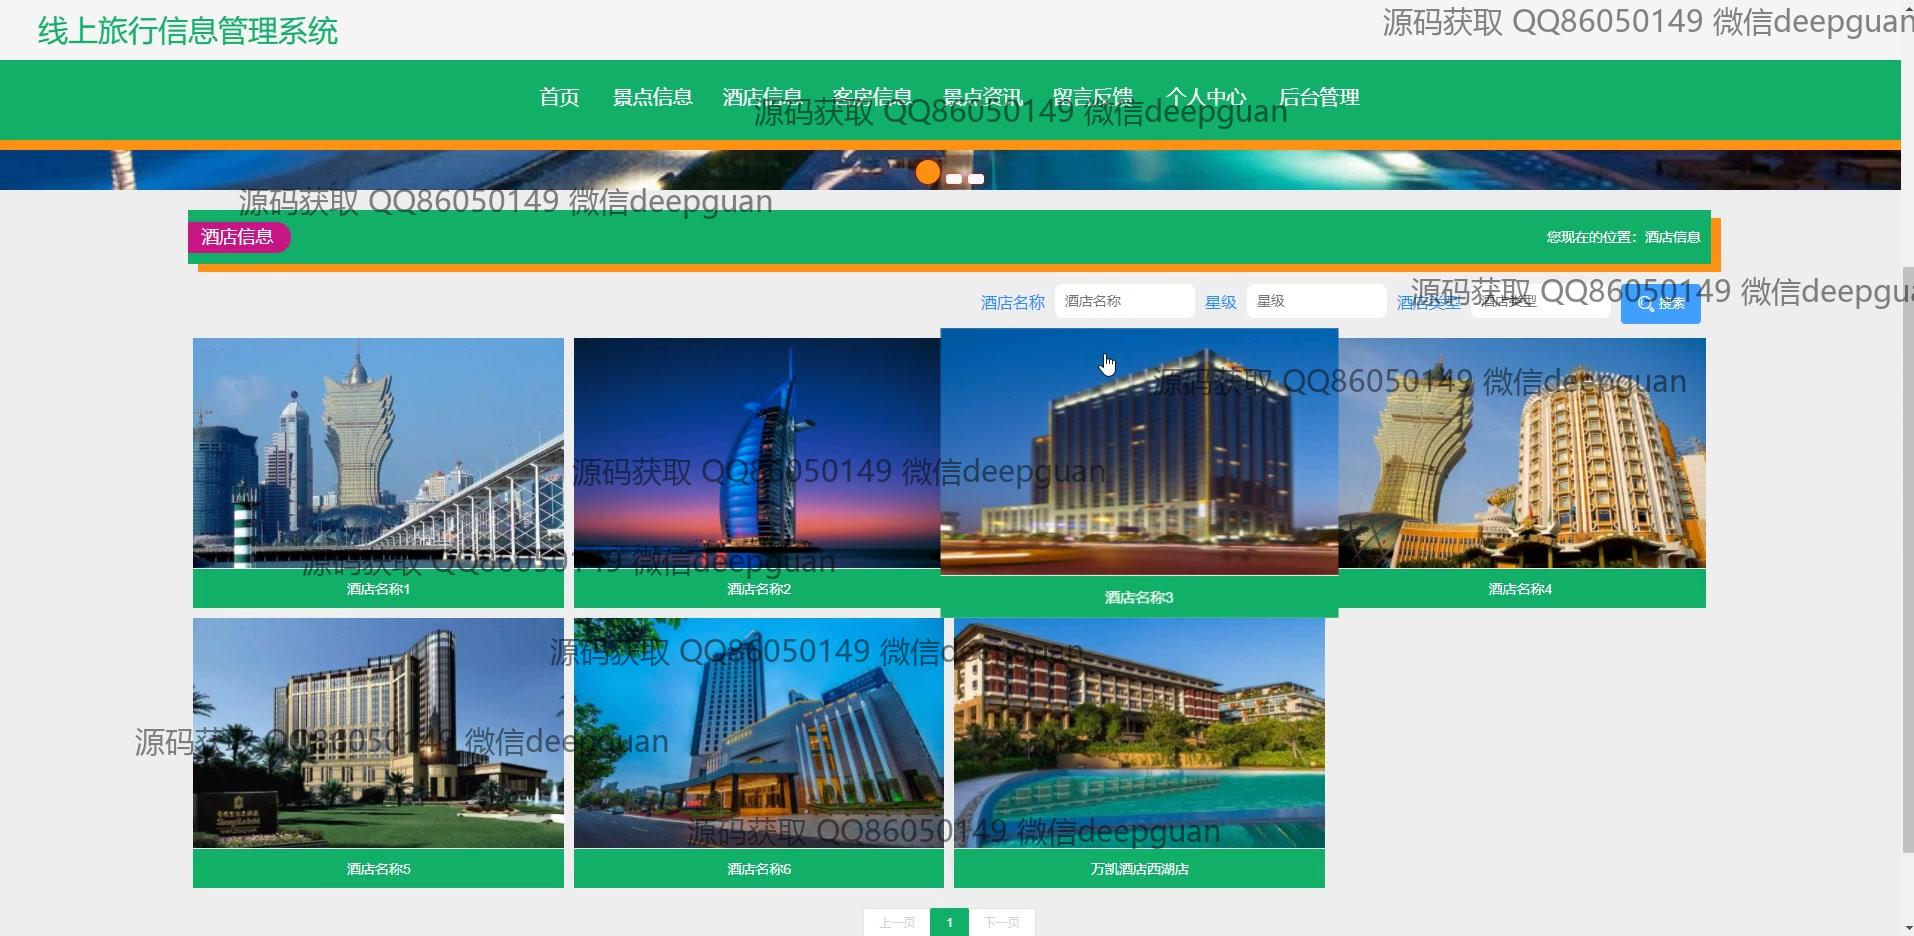 线上旅行信息管理系统
源码获取 QQ86050149 微信deepguan
首页 景点信息 酒店信息 客房信息 景点资讯 留言反馈 个人中心 后台管理
源码获取 QQ86050149 微信deepguan
源码获取 QQ86050149 微信deepguan
酒店信息
您现在的位置：酒店信息
源码获取 QQ86050149 微信deepgua
酒店名称 酒店名称 星级 星级 酒店类型 酒店类型 搜索
源码获取 QQ86050149 微信deepguan
源码获取 QQ86050149 微信deepguan
源码获取 QQ86050149 微信deepguan
酒店名称1 酒店名称2 酒店名称3 酒店名称4
源码获取 QQ86050149 微信deepguan
源码获取 QQ86050149 微信deepguan
源码获取 QQ86050149 微信deepguan
酒店名称5 酒店名称6 万凯酒店西湖店
上一页 1 下一页